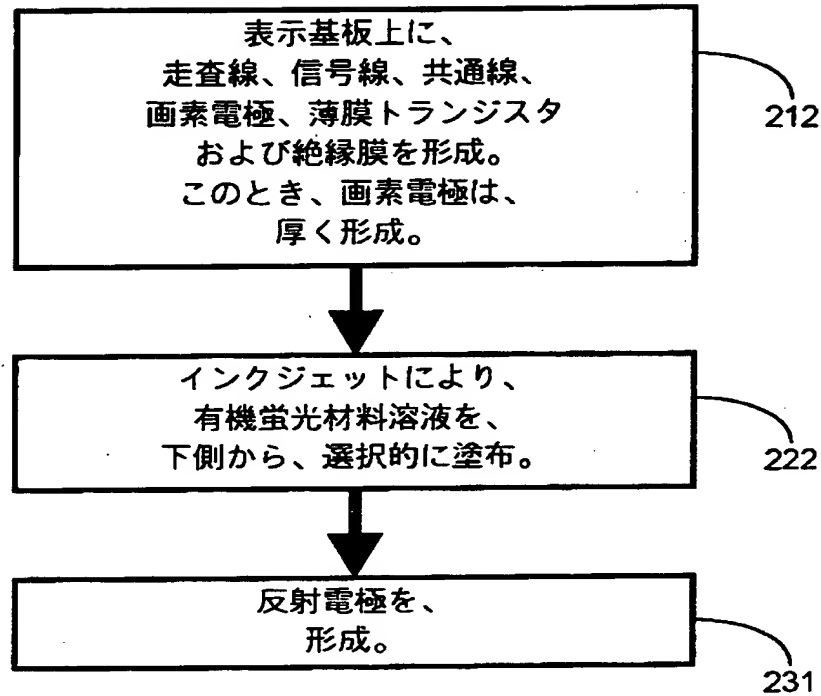 表示基板上に、
走査線、信号線、共通線、
画素電極、薄膜トランジスタ
および絶縁膜を形成。
このとき、画素電極は、
厚く形成。
212
インクジェットにより、
有機蛍光材料溶液を、
下側から、選択的に塗布。
222
反射電極を、
形成。
231